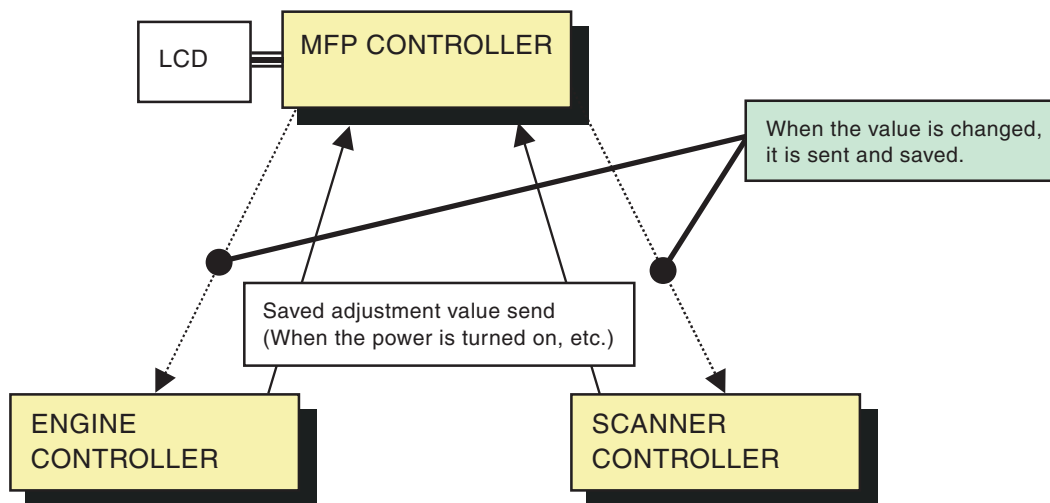 LCD
MFP CONTROLLER
When the value is changed,
it is sent and saved.
Saved adjustment value send
(When the power is turned on, etc.)
ENGINE
CONTROLLER
SCANNER
CONTROLLER